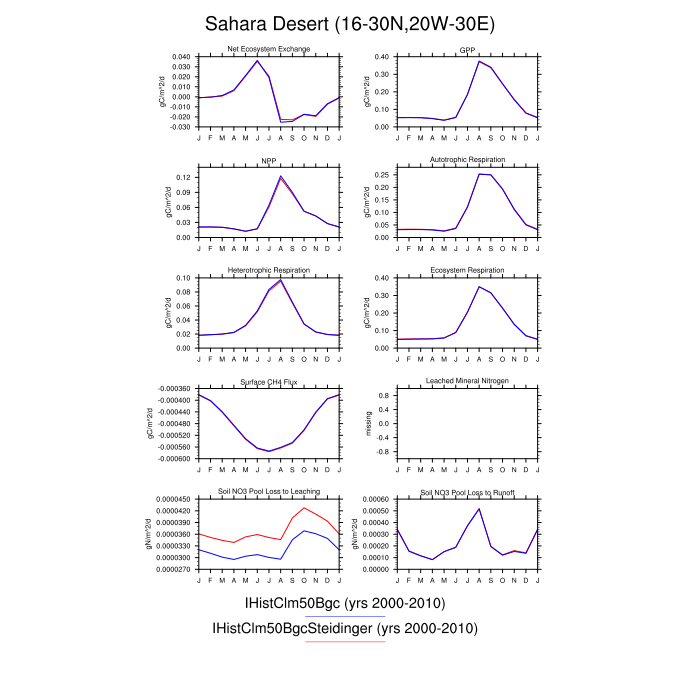 Sahara Desert (16-30N,20W-30E)
Net Ecosystem Exchange
GPP
gC/m^2/d
0.040
0.030
0.020
0.010
0.000
-0.010
-0.020
-0.030
J F M A M J J A S O N D J
gC/m^2/d
0.40
0.30
0.20
0.10
0.00
J F M A M J J A S O N D J
NPP
Autotrophic Respiration
gC/m^2/d
0.12
0.09
0.06
0.03
0.00
J F M A M J J A S O N D J
gC/m^2/d
0.25
0.20
0.15
0.10
0.05
0.00
J F M A M J J A S O N D J
Heterotrophic Respiration
Ecosystem Respiration
gC/m^2/d
0.10
0.08
0.06
0.04
0.02
0.00
J F M A M J J A S O N D J
gC/m^2/d
0.40
0.30
0.20
0.10
0.00
J F M A M J J A S O N D J
Surface CH4 Flux
Leached Mineral Nitrogen
gC/m^2/d
-0.000360
-0.000400
-0.000440
-0.000480
-0.000520
-0.000560
-0.000600
J F M A M J J A S O N D J
missing
0.8
0.4
0.0
-0.4
-0.8
J F M A M J J A S O N D J
Soil NO3 Pool Loss to Leaching
Soil NO3 Pool Loss to Runoff
gN/m^2/d
0.0000450
0.0000420
0.0000390
0.0000360
0.0000330
0.0000300
0.0000270
J F M A M J J A S O N D J
gN/m^2/d
0.00060
0.00050
0.00040
0.00030
0.00020
0.00010
0.00000
J F M A M J J A S O N D J
IHistClm50Bgc (yrs 2000-2010)
IHistClm50BgcSteidinger (yrs 2000-2010)